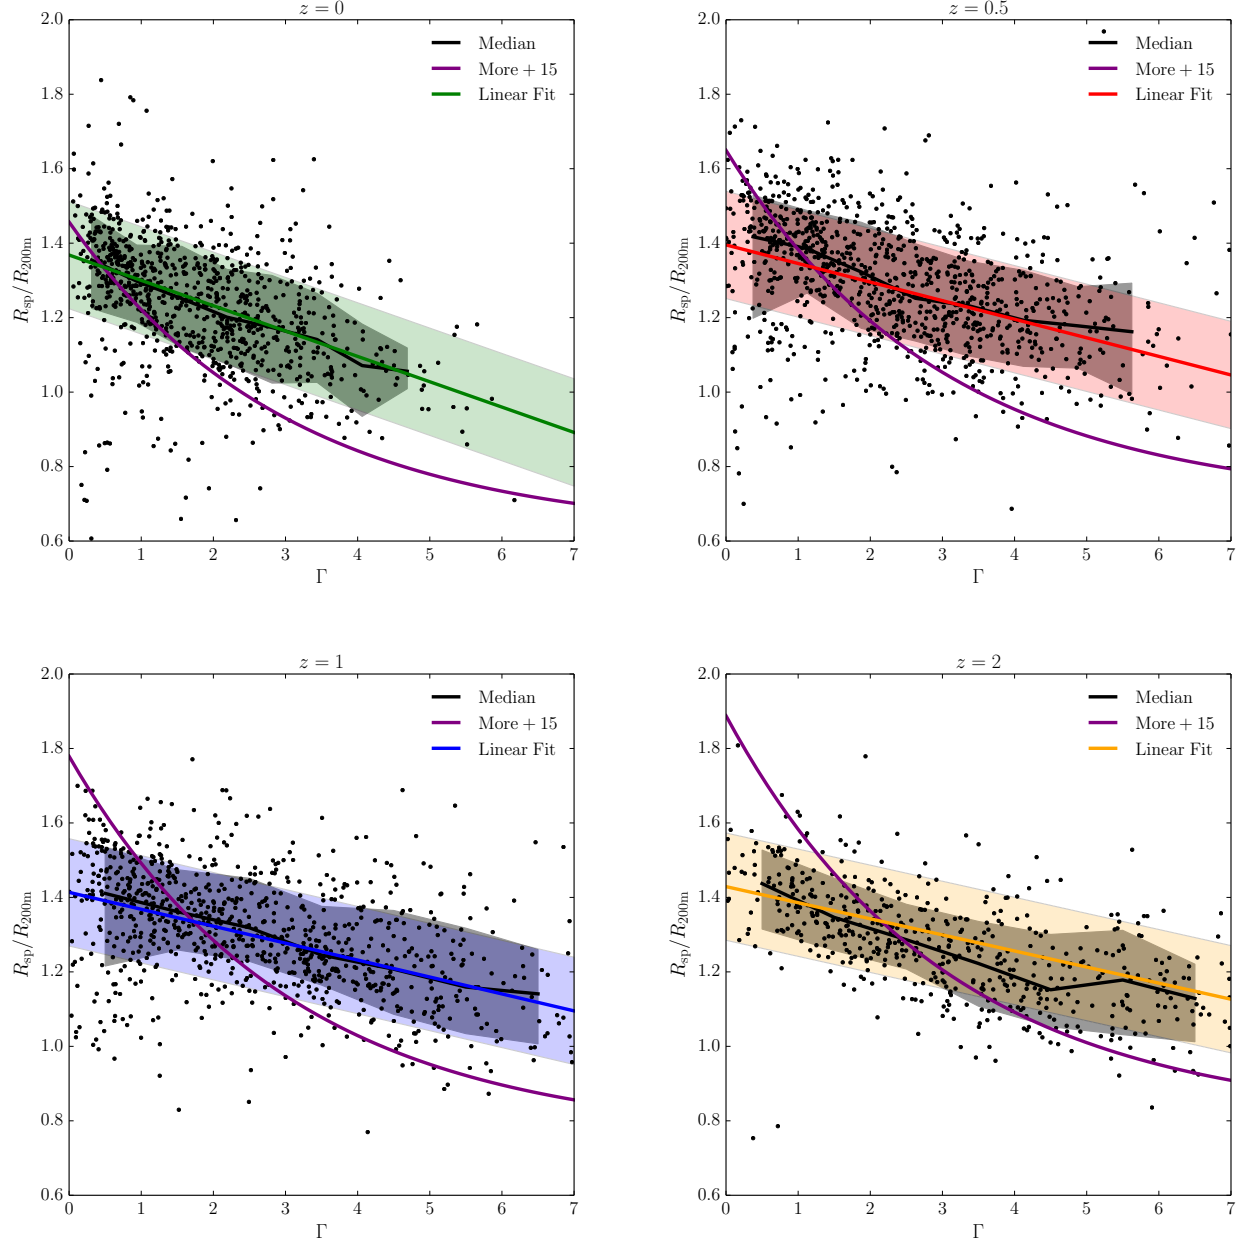 z = 0
2.0
1.8
1.6
1.4
1.2
1.0
0.8
0.6
0 1 2 3 4 5 6 7
R_sp/R_200m
Γ
Median
More + 15
Linear Fit
z = 0.5
2.0
1.8
1.6
1.4
1.2
1.0
0.8
0.6
0 1 2 3 4 5 6 7
R_sp/R_200m
Γ
Median
More + 15
Linear Fit
z = 1
2.0
1.8
1.6
1.4
1.2
1.0
0.8
0.6
0 1 2 3 4 5 6 7
R_sp/R_200m
Γ
Median
More + 15
Linear Fit
z = 2
2.0
1.8
1.6
1.4
1.2
1.0
0.8
0.6
0 1 2 3 4 5 6 7
R_sp/R_200m
Γ
Median
More + 15
Linear Fit